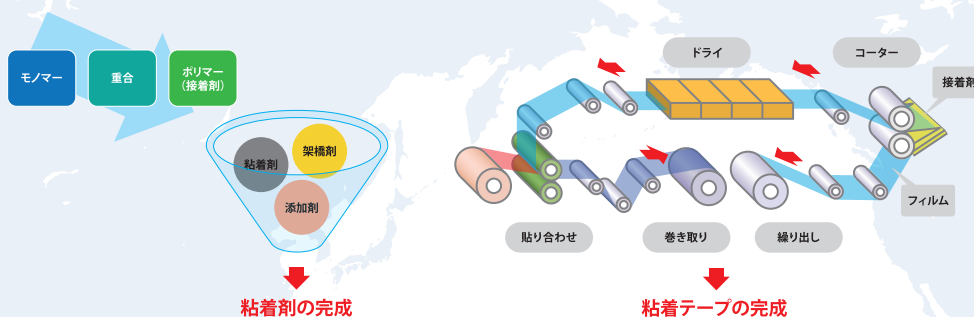 モノマー
重合
ポリマー
(接着剤)
粘着剤
架橋剤
添加剤
粘着剤の完成
ドライ
コーター
接着剤
フィルム
貼り合わせ
巻き取り
繰り出し
粘着テープの完成